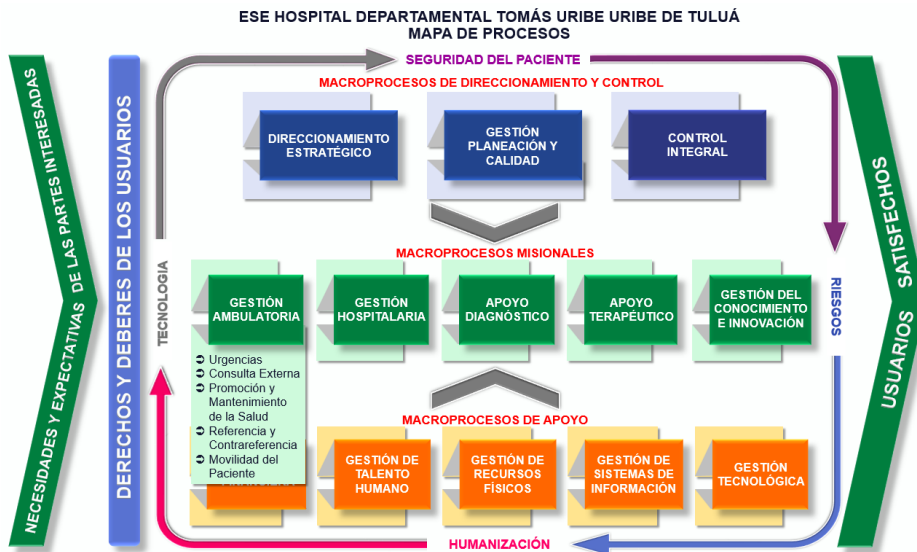 ESE HOSPITAL DEPARTAMENTAL TOMÁS URIBE URIBE DE TULUÁ
MAPA DE PROCESOS
NECESIDADES Y EXPECTATIVAS DE LAS PARTES INTERESADAS
DERECHOS Y DEBERES DE LOS USUARIOS
TECNOLOGIA
SEGURIDAD DEL PACIENTE
MACROPROCESOS DE DIRECCIONAMIENTO Y CONTROL
DIRECCIONAMIENTO
ESTRATÉGICO
GESTIÓN
PLANEACIÓN Y
CALIDAD
CONTROL
INTEGRAL
MACROPROCESOS MISIONALES
GESTIÓN
AMBULATORIA
GESTIÓN
HOSPITALARIA
APOYO
DIAGNÓSTICO
APOYO
TERAPÉUTICO
GESTIÓN DEL
CONOCIMIENTO
E INNOVACIÓN
Urgencias
Consulta Externa
Promoción y
Mantenimiento
de la Salud
Referencia y
Contrareferencia
Movilidad del
Paciente
MACROPROCESOS DE APOYO
GESTIÓN DE
TALENTO
HUMANO
GESTIÓN DE
RECURSOS
FÍSICOS
GESTIÓN DE
SISTEMAS DE
INFORMACIÓN
GESTIÓN
TECNOLÓGICA
HUMANIZACIÓN
RIESGOS
USUARIOS SATISFECHOS